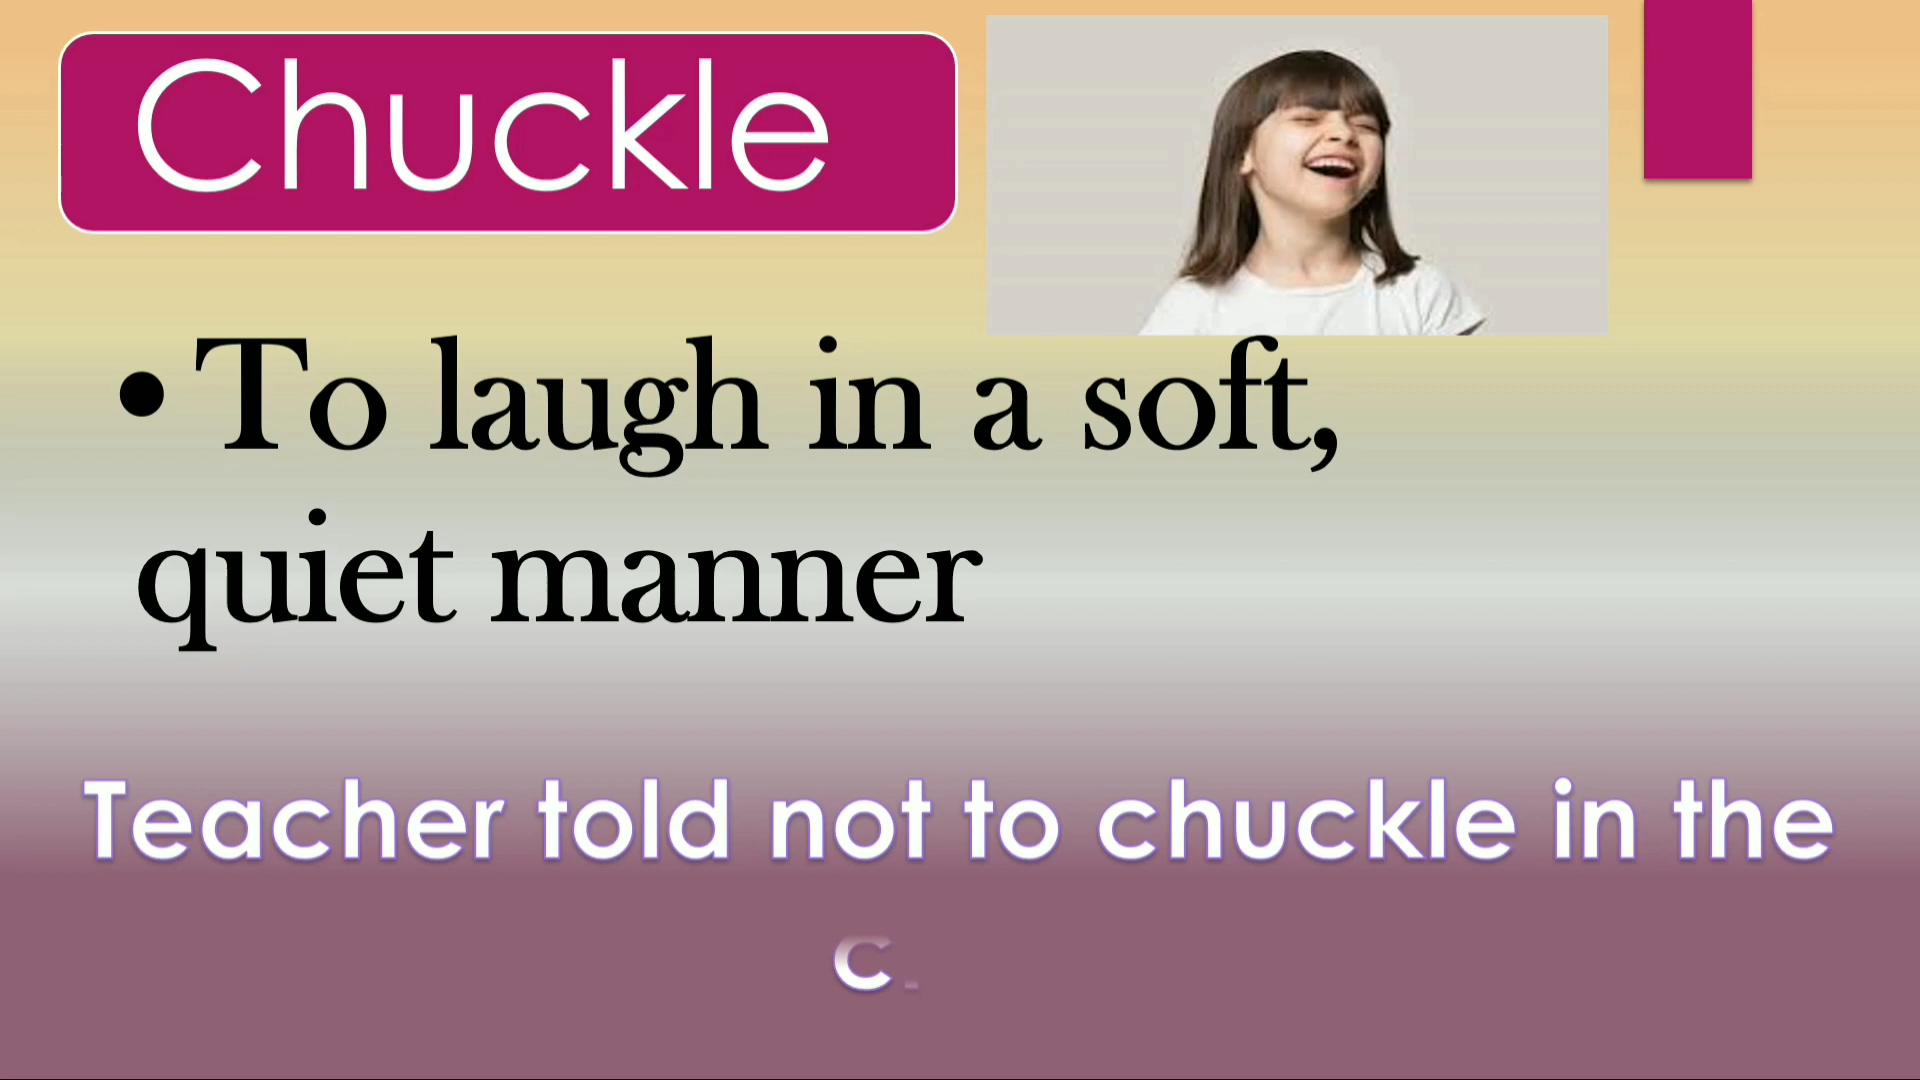 Chuckle
• To laugh in a soft,
quiet manner
Teacher told not to chuckle in the
c